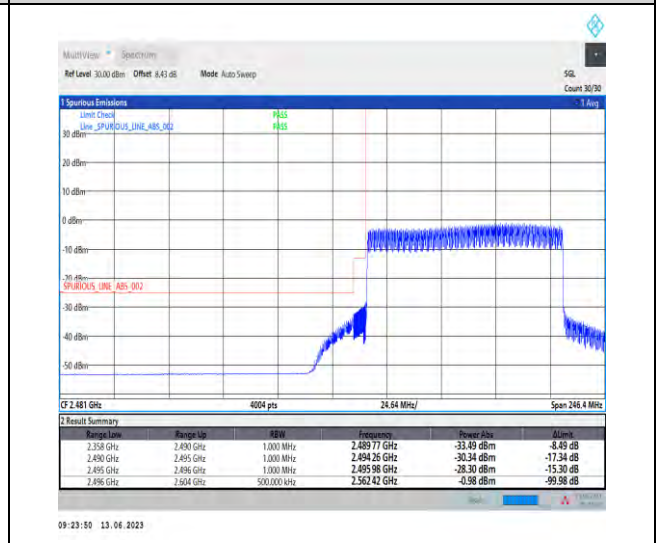 MultiView Spectrum
Ref Level 30.00 dBm Offset 8.43 dB Mode Auto Sweep SGL
Count 30/30
1 Spurious Emissions 1 Avg
Limit Check PASS
Line _SPURIOUS_LINE_ABS_002 PASS
30 dBm
20 dBm
10 dBm
0 dBm
-10 dBm
-20 dBm
SPURIOUS_LINE_ABS_002
-30 dBm
-40 dBm
-50 dBm
CF 2.481 GHz 4004 pts 24.64 MHz/ Span 246.4 MHz
2 Result Summary
Range Low Range Up RBW Frequency Power Abs ΔLimit
2.358 GHz 2.490 GHz 1.000 MHz 2.489 77 GHz -33.49 dBm -8.49 dB
2.490 GHz 2.495 GHz 1.000 MHz 2.494 26 GHz -30.34 dBm -17.34 dB
2.495 GHz 2.496 GHz 1.000 MHz 2.495 98 GHz -28.30 dBm -15.30 dB
2.496 GHz 2.604 GHz 500.000 kHz 2.562 42 GHz -0.98 dBm -99.98 dB
09:23:50 13.06.2023